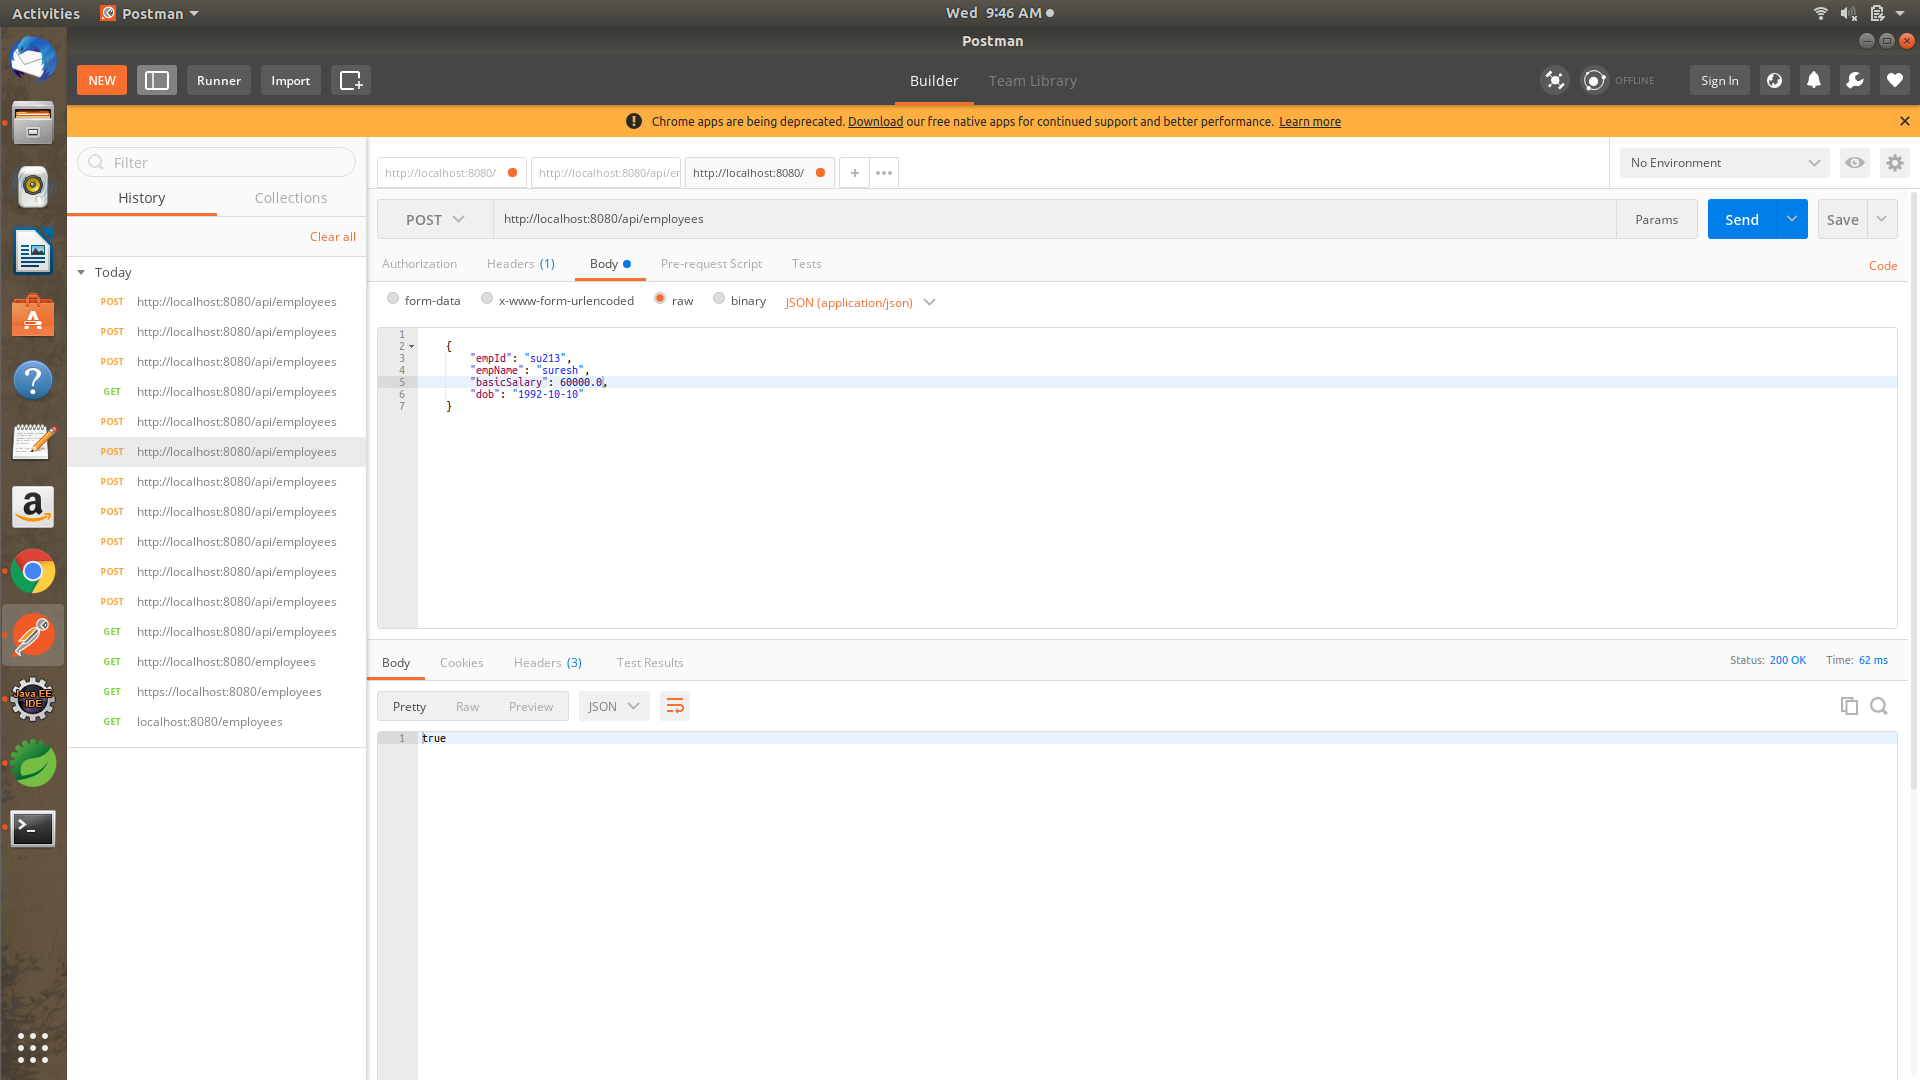 Activities
Postman
Wed 9:46 AM
Postman
NEW
Runner
Import
Builder
Team Library
OFFLINE
Sign In
Chrome apps are being deprecated. Download our free native apps for continued support and better performance. Learn more
Filter
History
Collections
Clear all
Today
POST http://localhost:8080/api/employees
POST http://localhost:8080/api/employees
POST http://localhost:8080/api/employees
GET http://localhost:8080/api/employees
POST http://localhost:8080/api/employees
POST http://localhost:8080/api/employees
POST http://localhost:8080/api/employees
POST http://localhost:8080/api/employees
POST http://localhost:8080/api/employees
POST http://localhost:8080/api/employees
POST http://localhost:8080/api/employees
GET http://localhost:8080/api/employees
GET http://localhost:8080/employees
GET https://localhost:8080/employees
GET localhost:8080/employees
Java EE
IDE
http://localhost:8080/
http://localhost:8080/api/er
http://localhost:8080/
+
No Environment
POST
http://localhost:8080/api/employees
Params
Send
Save
Authorization
Headers (1)
Body
Pre-request Script
Tests
Code
form-data
x-www-form-urlencoded
raw
binary
JSON (application/json)
1
2 {
3 "empId": "su213",
4 "empName": "suresh",
5 "basicSalary": 60000.0,
6 "dob": "1992-10-10"
7 }
Body
Cookies
Headers (3)
Test Results
Status: 200 OK
Time: 62 ms
Pretty
Raw
Preview
JSON
1 true